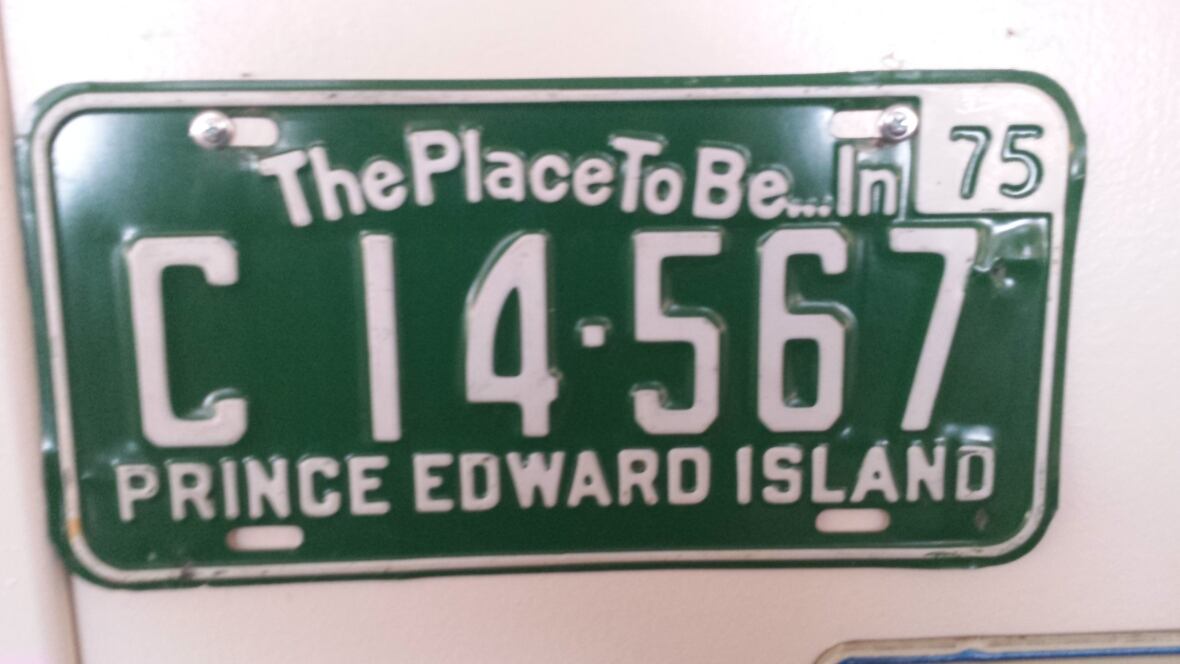 The Place To Be...In
75
C 14·567
PRINCE EDWARD ISLAND